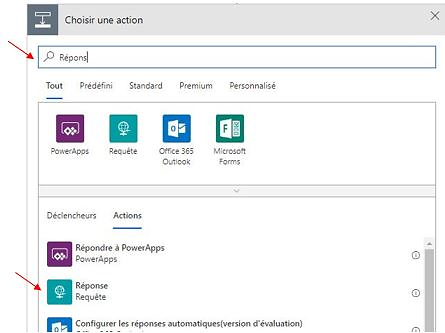 Choisir une action
Répons
Tout Prédéfini Standard Premium Personnalisé
PowerApps Requête Office 365 Outlook Microsoft Forms
Déclencheurs Actions
Répondre à PowerApps
PowerApps
Réponse
Requête
Configurer les réponses automatiques(version d'évaluation)